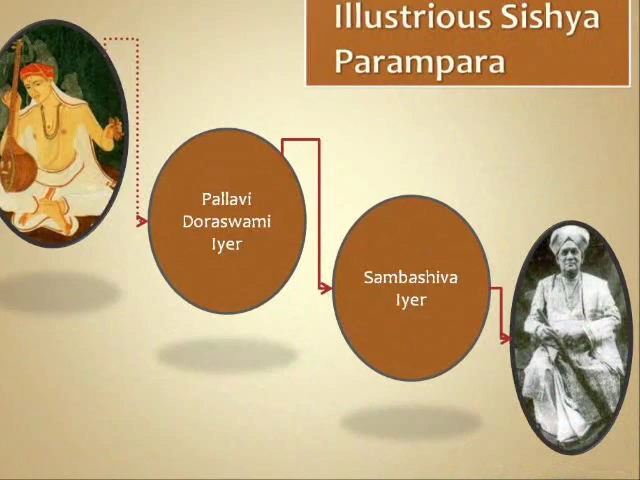 Illustrious Sishya
Parampara
Pallavi
Doraswami
Iyer
Sambashiva
Iyer